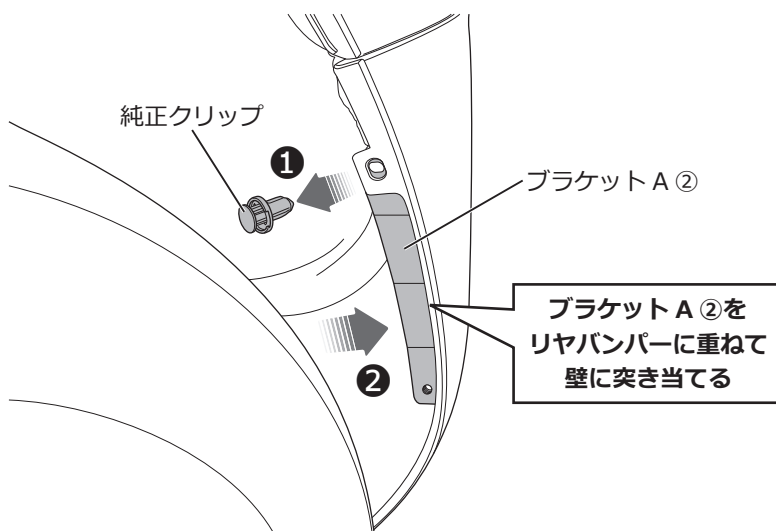 純正クリップ
❶
ブラケット A ②
ブラケット A ②を
リヤバンパーに重ねて
壁に突き当てる
❷